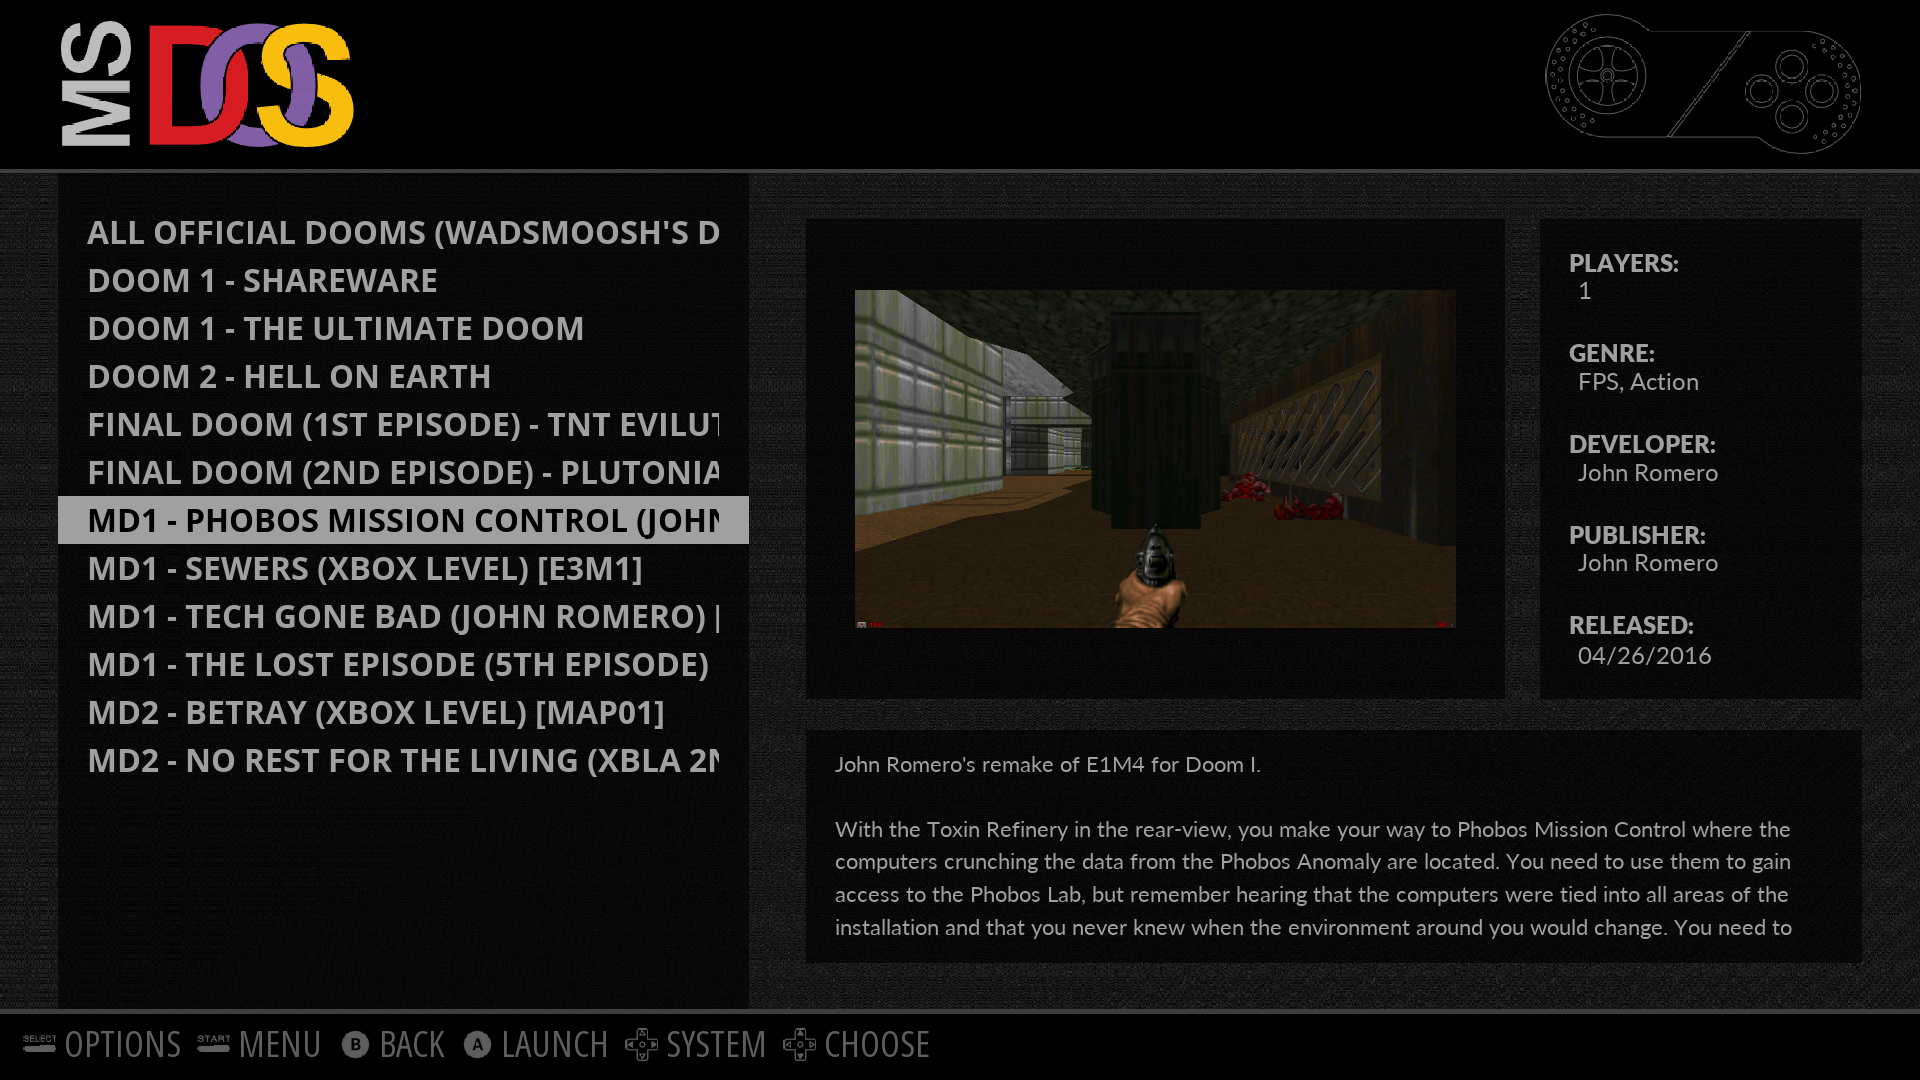 MS DOS
ALL OFFICIAL DOOMS (WADSMOOSH'S D
DOOM 1 - SHAREWARE
DOOM 1 - THE ULTIMATE DOOM
DOOM 2 - HELL ON EARTH
FINAL DOOM (1ST EPISODE) - TNT EVILUT
FINAL DOOM (2ND EPISODE) - PLUTONIA
MD1 - PHOBOS MISSION CONTROL (JOHN
MD1 - SEWERS (XBOX LEVEL) [E3M1]
MD1 - TECH GONE BAD (JOHN ROMERO) [
MD1 - THE LOST EPISODE (5TH EPISODE)
MD2 - BETRAY (XBOX LEVEL) [MAP01]
MD2 - NO REST FOR THE LIVING (XBLA 2N
PLAYERS:
1
GENRE:
FPS, Action
DEVELOPER:
John Romero
PUBLISHER:
John Romero
RELEASED:
04/26/2016
John Romero's remake of E1M4 for Doom I.
With the Toxin Refinery in the rear-view, you make your way to Phobos Mission Control where the
computers crunching the data from the Phobos Anomaly are located. You need to use them to gain
access to the Phobos Lab, but remember hearing that the computers were tied into all areas of the
installation and that you never knew when the environment around you would change. You need to
SELECT OPTIONS START MENU B BACK A LAUNCH SYSTEM CHOOSE